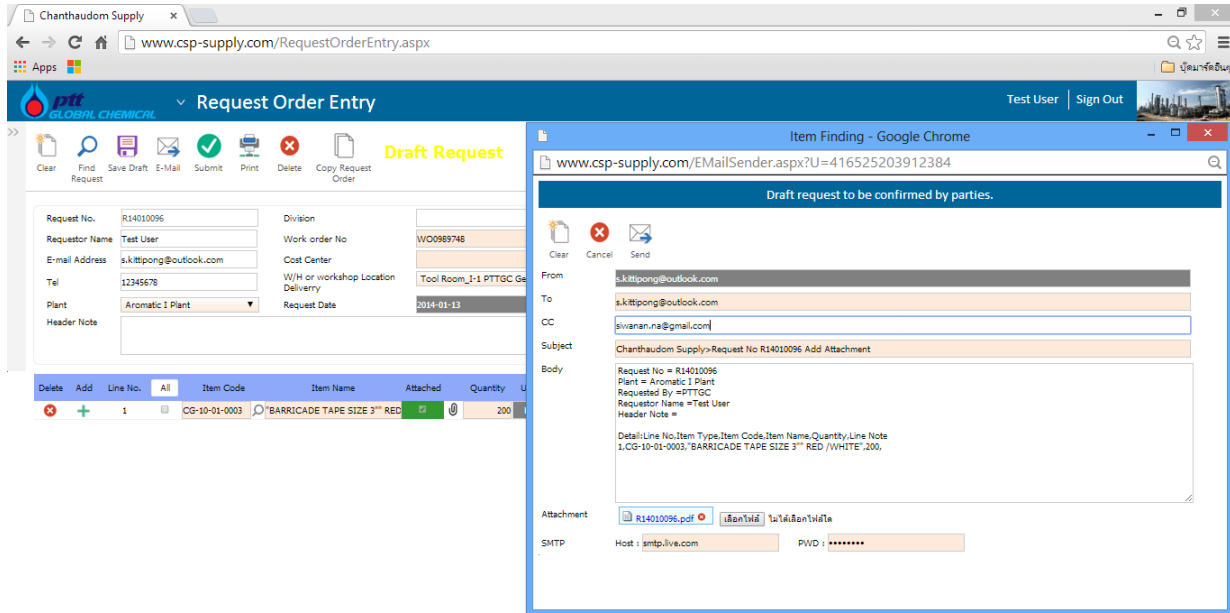 Chanthaudom Supply
www.csp-supply.com/RequestOrderEntry.aspx
Apps
ptt
GLOBAL CHEMICAL
Request Order Entry
Test User
Sign Out
Clear
Find Request
Save Draft
E-Mail
Submit
Print
Delete
Copy Request Order
Draft Request
Request No. R14010096
Division
Requestor Name Test User
Work order No WO0989748
E-mail Address s.kittipong@outlook.com
Cost Center
Tel 12345678
W/H or workshop Location Delivery Tool Room_I-1 PTTGC Ge
Plant Aromatic I Plant
Request Date 2014-01-13
Header Note
Delete Add Line No. All Item Code Item Name Attached Quantity U
1 CG-10-01-0003 "BARRICADE TAPE SIZE 3"" RED 200
Item Finding - Google Chrome
www.csp-supply.com/EMailSender.aspx?U=416525203912384
Draft request to be confirmed by parties.
Clear
Cancel
Send
From s.kittipong@outlook.com
To s.kittipong@outlook.com
CC siwanan.na@gmail.com
Subject Chanthaudom Supply>Request No R14010096 Add Attachment
Body
Request No = R14010096
Plant = Aromatic I Plant
Requested By =PTTGC
Requestor Name =Test User
Header Note =
Detail:Line No,Item Type,Item Code,Item Name,Quantity,Line Note
1,CG-10-01-0003,"BARRICADE TAPE SIZE 3"" RED /WHITE",200,
Attachment R14010096.pdf เลือกไฟล์ ไม่ได้เลือกไฟล์ใด
SMTP Host : smtp.live.com PWD : ••••••••